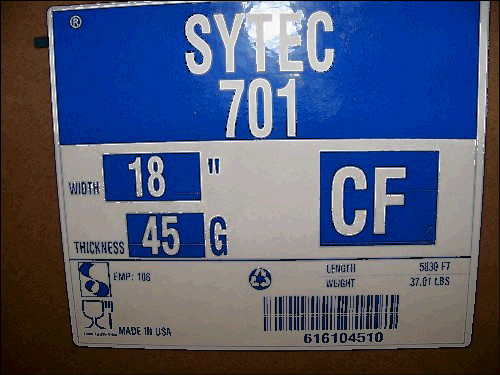 ®
SYTEC
701
WIDTH 18 "
CF
THICKNESS 45 G
EMP: 106
LENGTH 5830 FT
WEIGHT 37.01 LBS
MADE IN USA
616104510